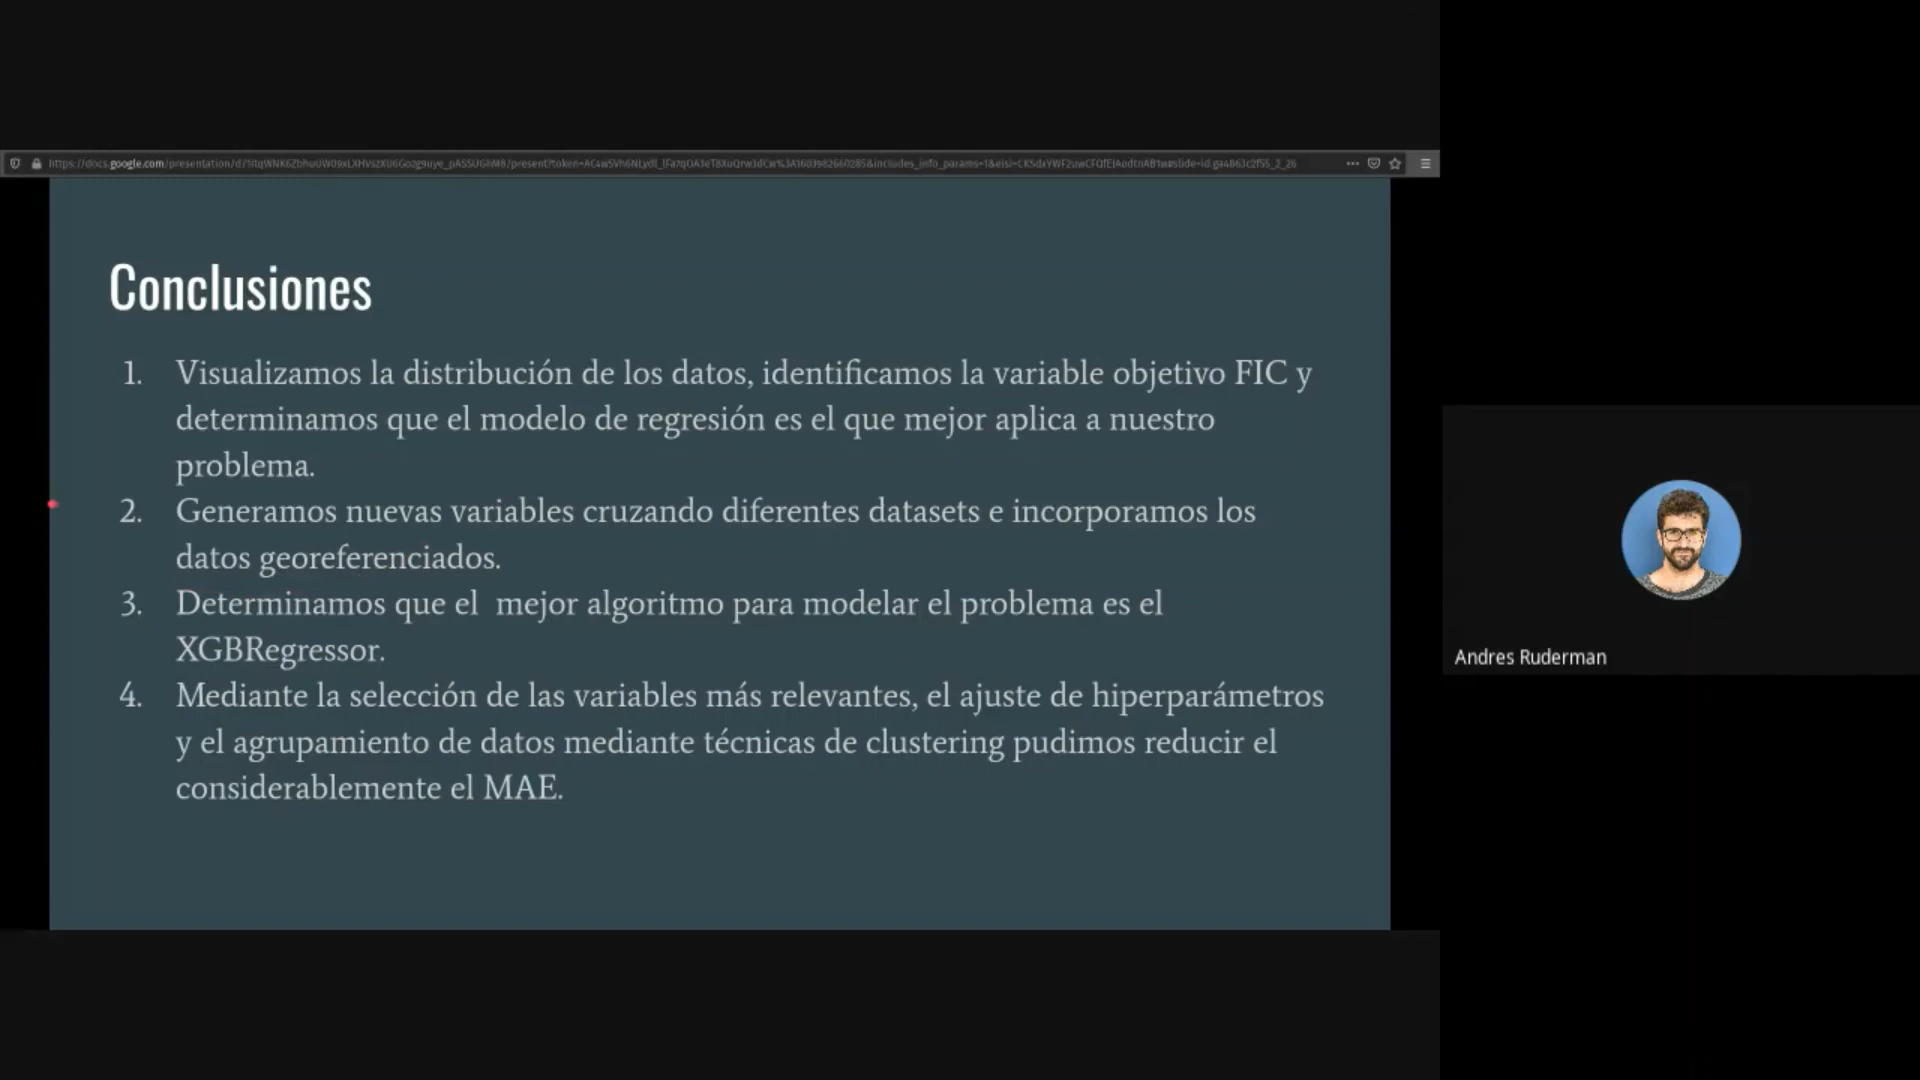 Conclusiones
1. Visualizamos la distribución de los datos, identificamos la variable objetivo FIC y
determinamos que el modelo de regresión es el que mejor aplica a nuestro
problema.
2. Generamos nuevas variables cruzando diferentes datasets e incorporamos los
datos georeferenciados.
3. Determinamos que el  mejor algoritmo para modelar el problema es el
XGBRegressor.
4. Mediante la selección de las variables más relevantes, el ajuste de hiperparámetros
y el agrupamiento de datos mediante técnicas de clustering pudimos reducir el
considerablemente el MAE.
Andres Ruderman